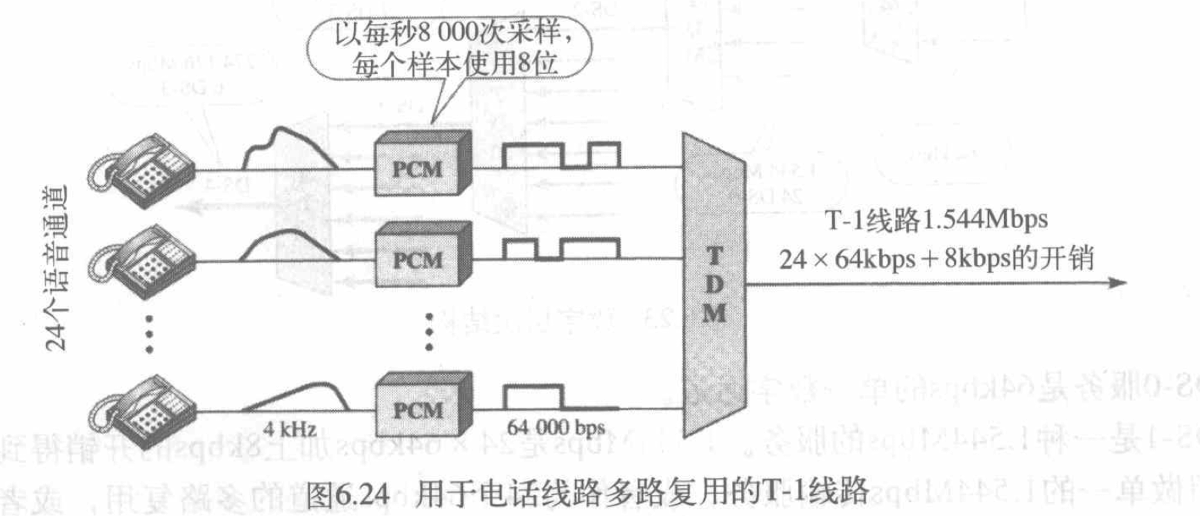 以每秒8 000次采样，
每个样本使用8位
24个语音通道
PCM
PCM
PCM
4 kHz
64 000 bps
TDM
T-1线路1.544Mbps
24×64kbps+8kbps的开销
图6.24 用于电话线路多路复用的T-1线路